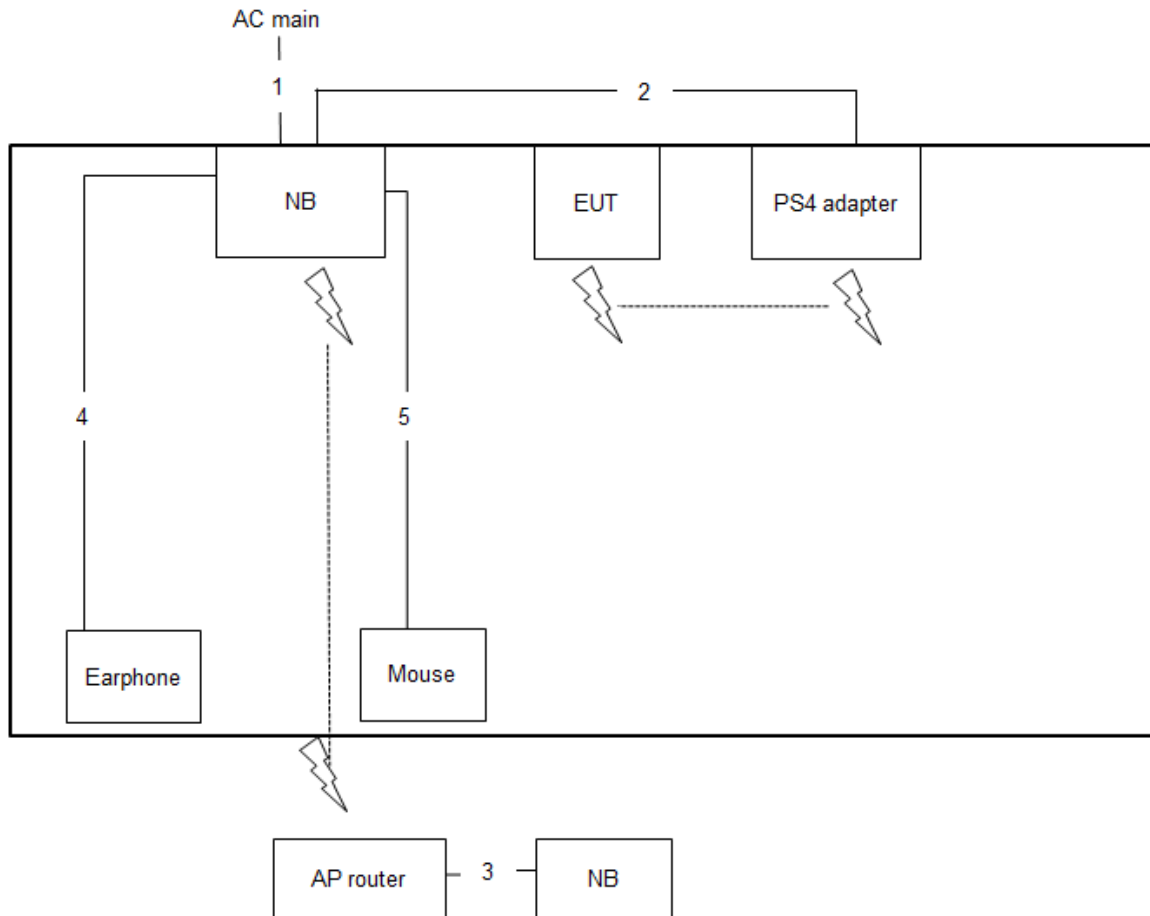 AC main
1
2
NB
EUT
PS4 adapter
4
5
Earphone
Mouse
AP router
3
NB